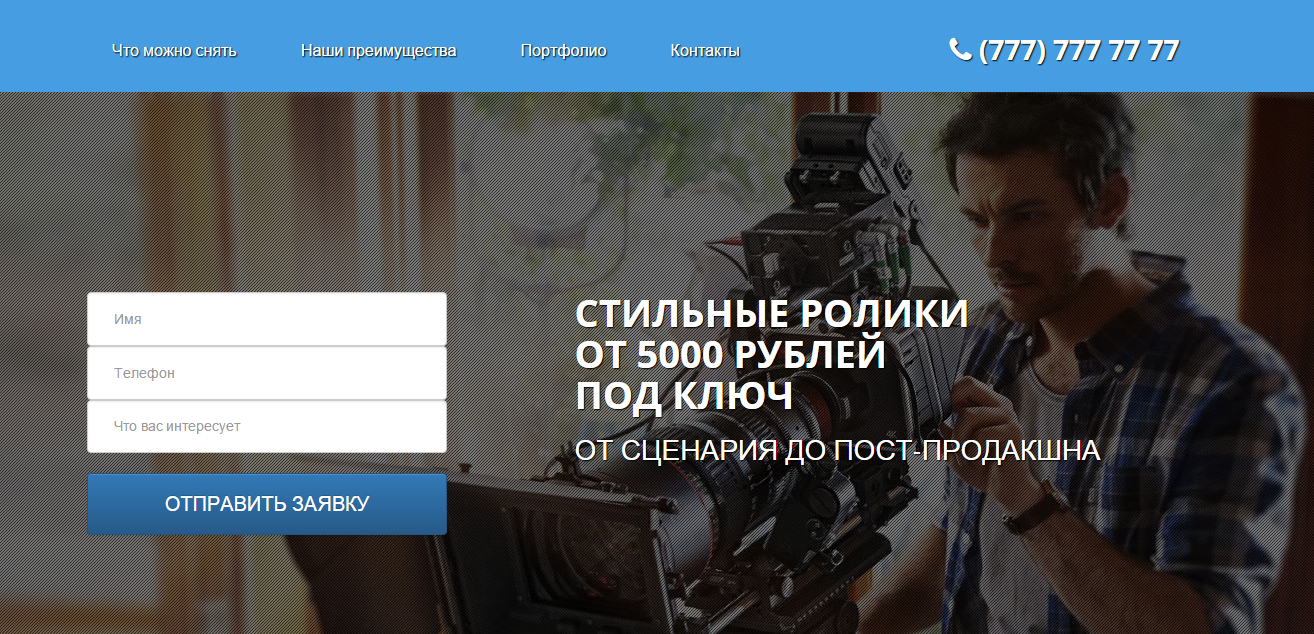 Что можно снять
Наши преимущества
Портфолио
Контакты
(777) 777 77 77
Имя
Телефон
Что вас интересует
ОТПРАВИТЬ ЗАЯВКУ
СТИЛЬНЫЕ РОЛИКИ
ОТ 5000 РУБЛЕЙ
ПОД КЛЮЧ
ОТ СЦЕНАРИЯ ДО ПОСТ-ПРОДАКШНА